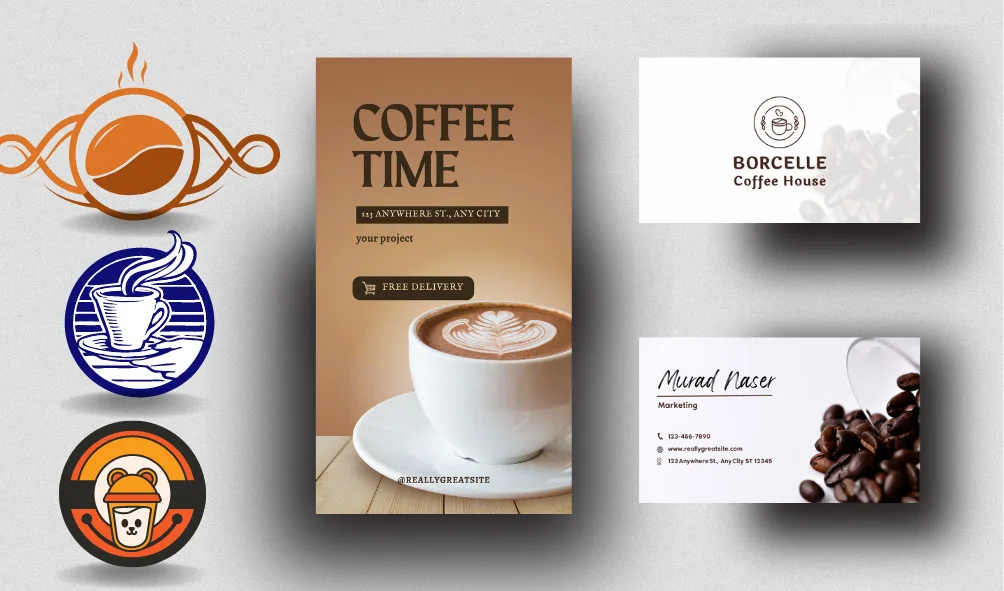 COFFEE
TIME
123 ANYWHERE ST., ANY CITY
your project
FREE DELIVERY
@REALLYGREATSITE
BORCELLE
Coffee House
Murad Naser
Marketing
123-456-7890
www.reallygreatsite.com
123 Anywhere St., Any City ST 12345